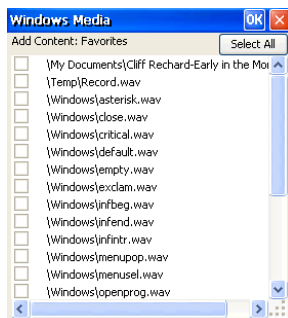 Windows Media OK
Add Content: Favorites Select All
\My Documents\Cliff Rechard-Early in the Mor
\Temp\Record.wav
\Windows\asterisk.wav
\Windows\close.wav
\Windows\critical.wav
\Windows\default.wav
\Windows\empty.wav
\Windows\exclam.wav
\Windows\infbeg.wav
\Windows\infend.wav
\Windows\infintr.wav
\Windows\menupop.wav
\Windows\menusel.wav
\Windows\openprog.wav